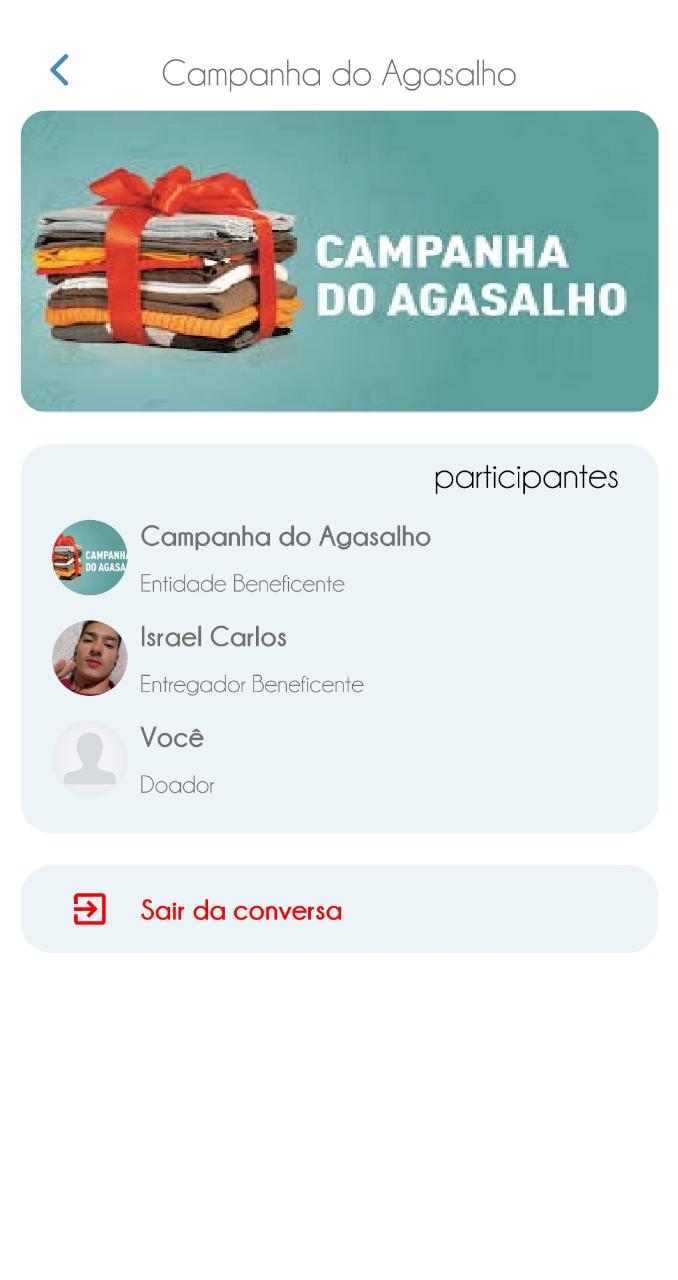 Campanha do Agasalho
CAMPANHA
DO AGASALHO
participantes
CAMPANHA
DO AGASA
Campanha do Agasalho
Entidade Beneficente
Israel Carlos
Entregador Beneficente
Você
Doador
Sair da conversa